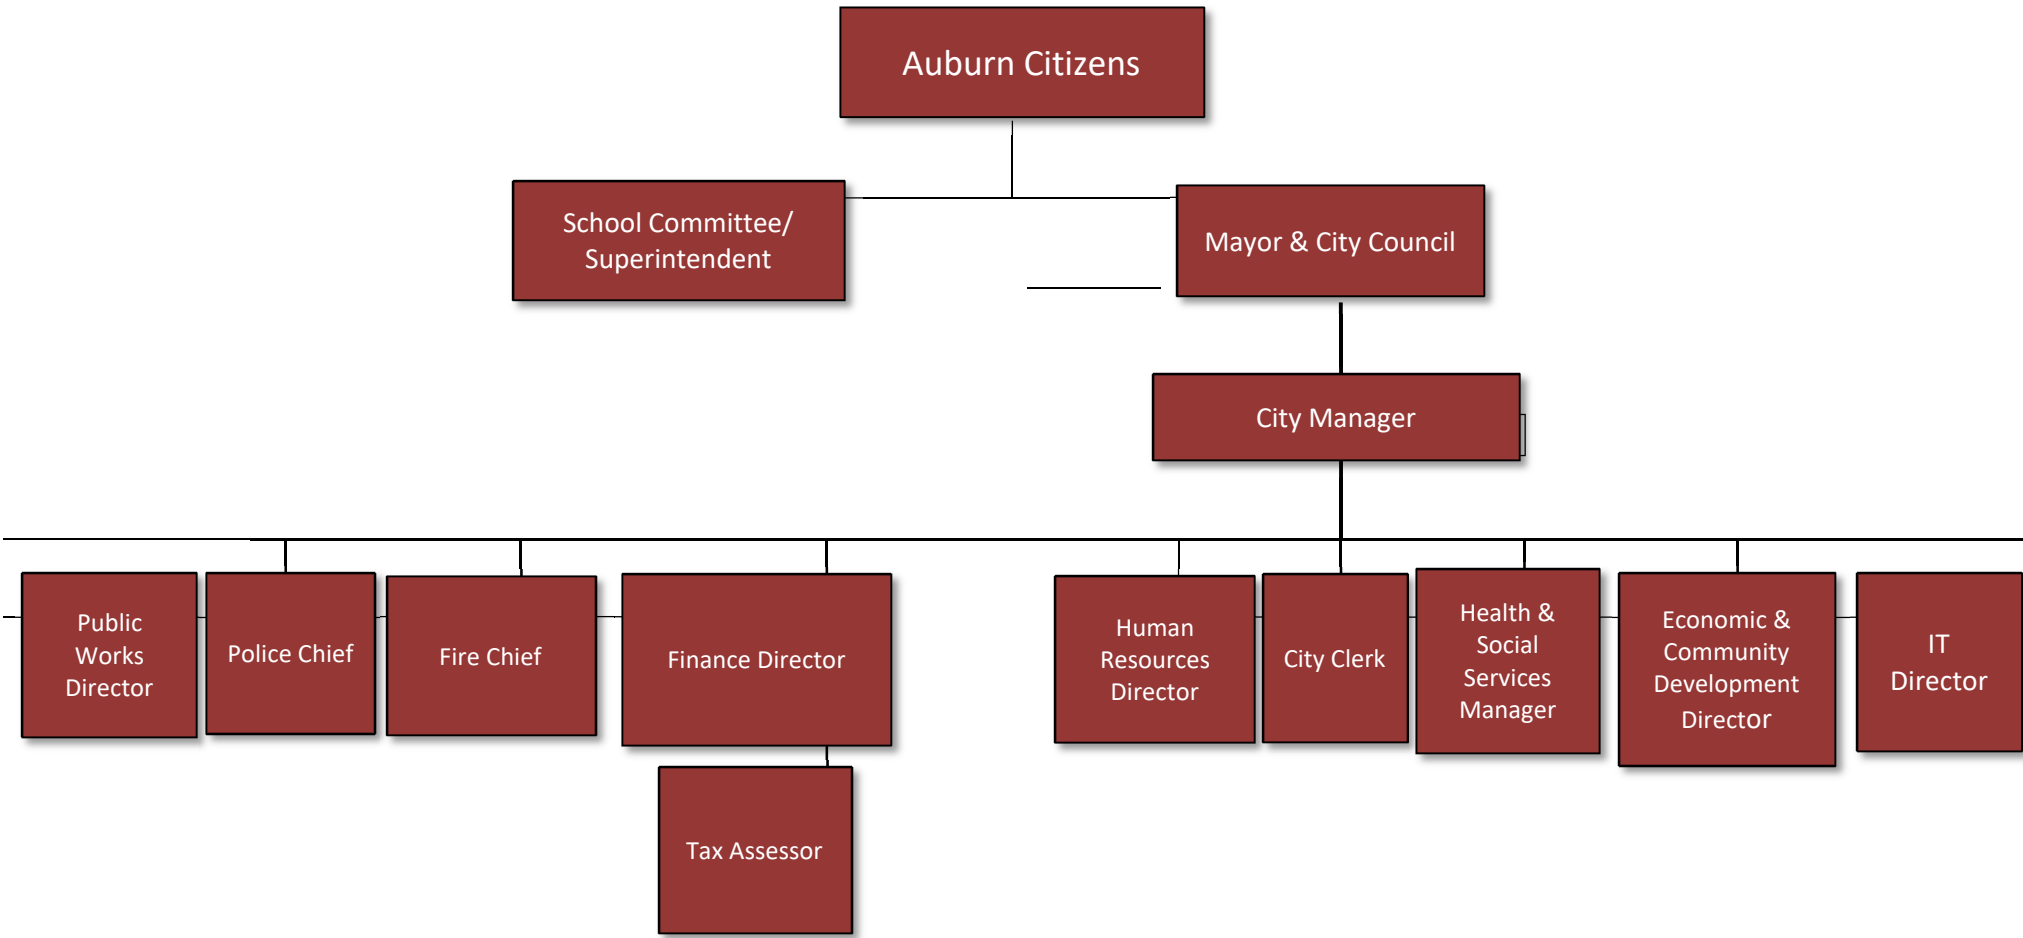 Auburn Citizens
School Committee/
Superintendent
Mayor & City Council
City Manager
Public
Works
Director
Police Chief
Fire Chief
Finance Director
Human
Resources
Director
City Clerk
Health &
Social
Services
Manager
Economic &
Community
Development
Director
IT
Director
Tax Assessor